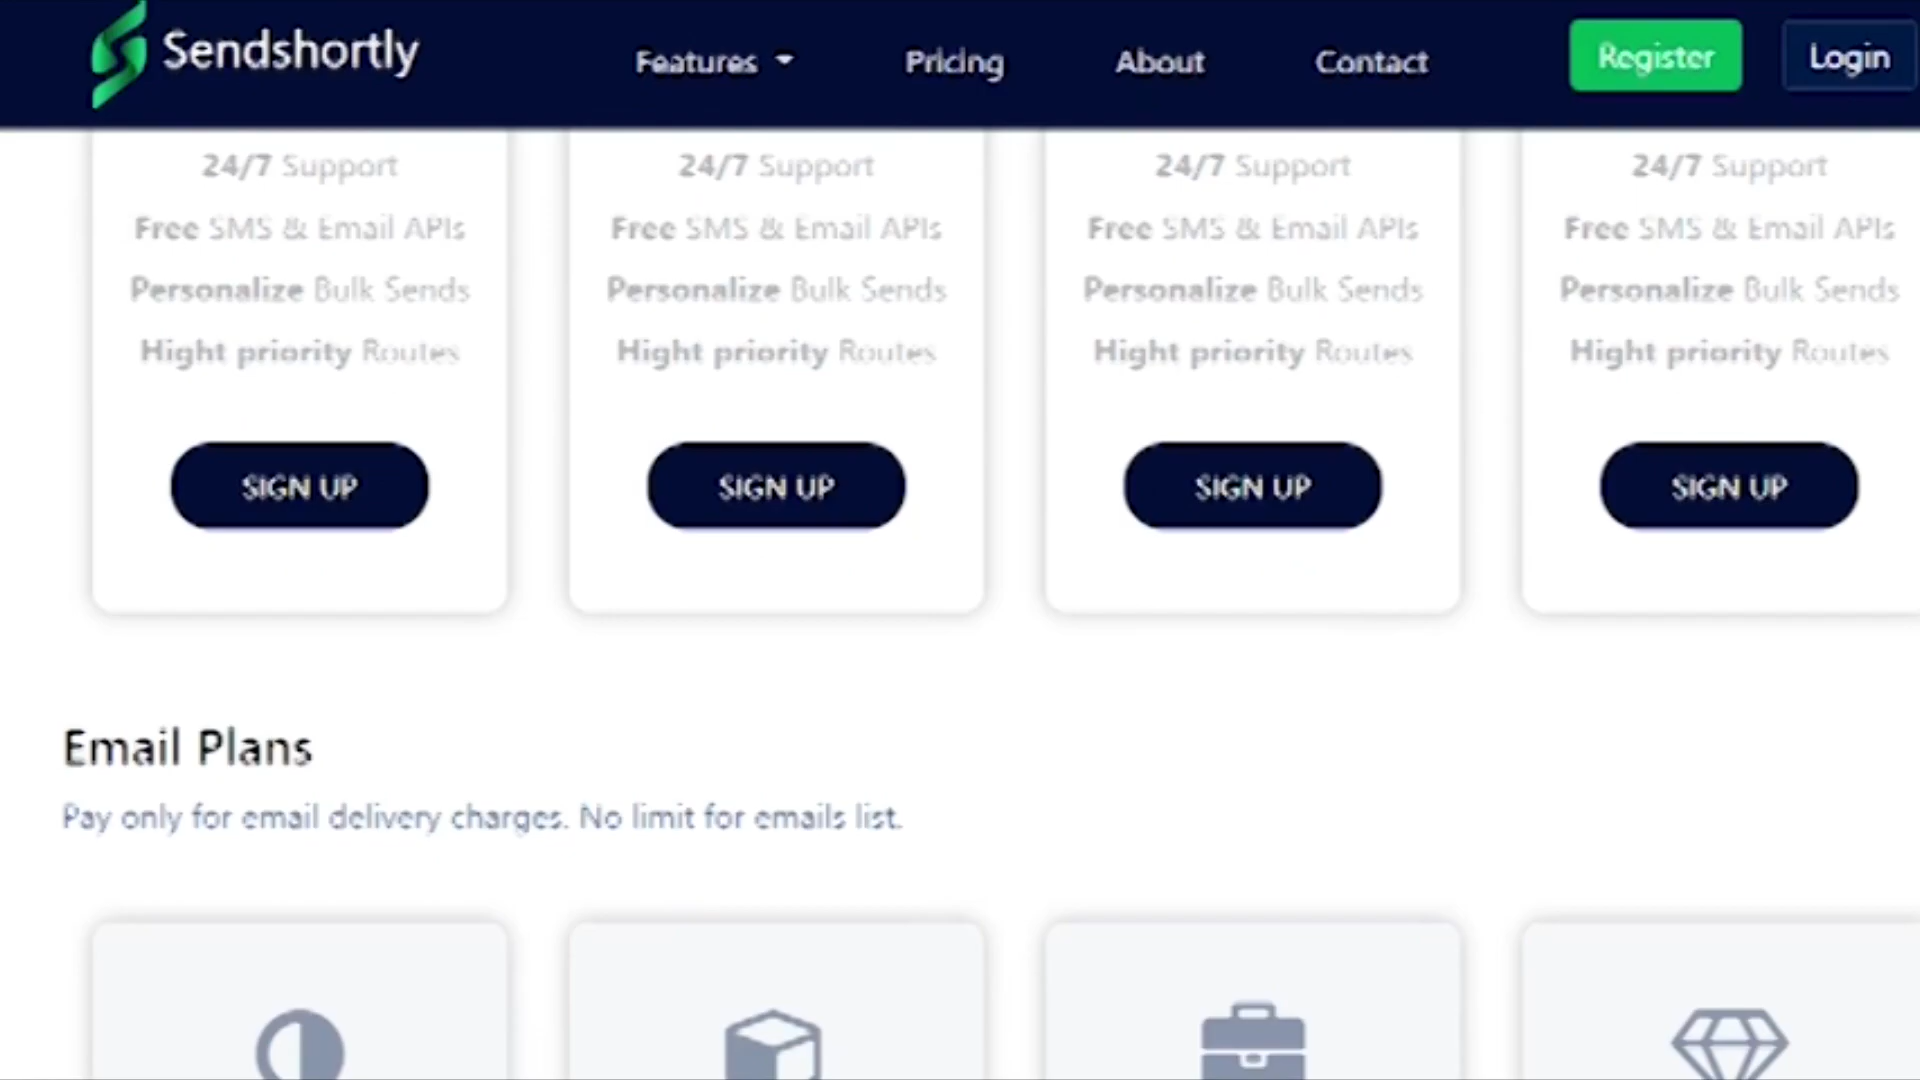 Sendshortly Features Pricing About Contact Register Login
24/7 Support 24/7 Support 24/7 Support 24/7 Support
Free SMS & Email APIs Free SMS & Email APIs Free SMS & Email APIs Free SMS & Email APIs
Personalize Bulk Sends Personalize Bulk Sends Personalize Bulk Sends Personalize Bulk Sends
Hight priority Routes Hight priority Routes Hight priority Routes Hight priority Routes
SIGN UP SIGN UP SIGN UP SIGN UP
Email Plans
Pay only for email delivery charges. No limit for emails list.